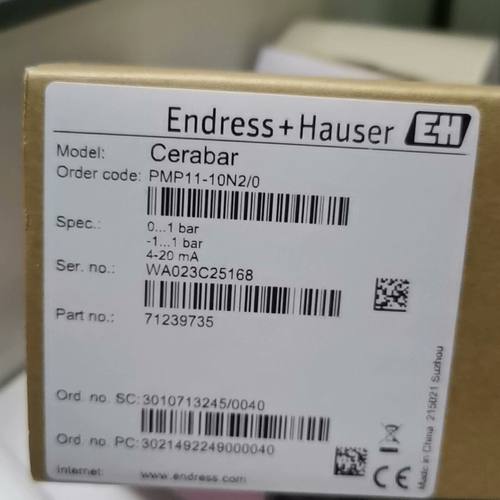 Endress+Hauser EH
Model: Cerabar
Order code: PMP11-10N2/0
Spec.: 0...1 bar
-1...1 bar
4-20 mA
Ser. no.: WA023C25168
Part no.: 71239735
Ord. no. SC: 3010713245/0040
Ord. no. PC: 3021492249000040
Internet: www.endress.com
CE
Made in China 215021 Suzhou